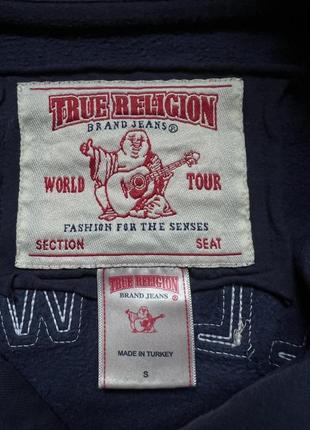 TRUE RELIGION
BRAND JEANS®
WORLD TOUR
FASHION FOR THE SENSES
SECTION SEAT
TRUE RELIGION
BRAND JEANS®
MADE IN TURKEY
S